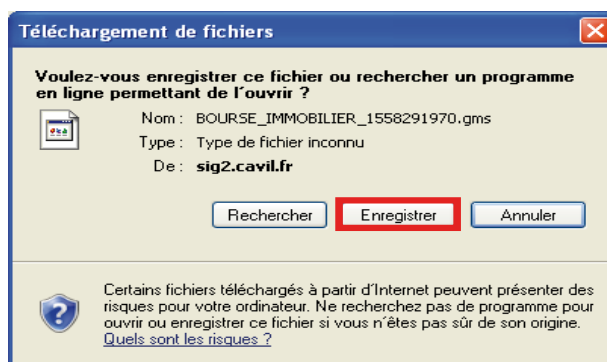 Téléchargement de fichiers
Voulez-vous enregistrer ce fichier ou rechercher un programme
en ligne permettant de l´ouvrir ?
Nom : BOURSE_IMMOBILIER_1558291970.gms
Type : Type de fichier inconnu
De : sig2.cavil.fr
Rechercher Enregistrer Annuler
Certains fichiers téléchargés à partir d´Internet peuvent présenter des
risques pour votre ordinateur. Ne recherchez pas de programme pour
ouvrir ou enregistrer ce fichier si vous n´êtes pas sûr de son origine.
Quels sont les risques ?